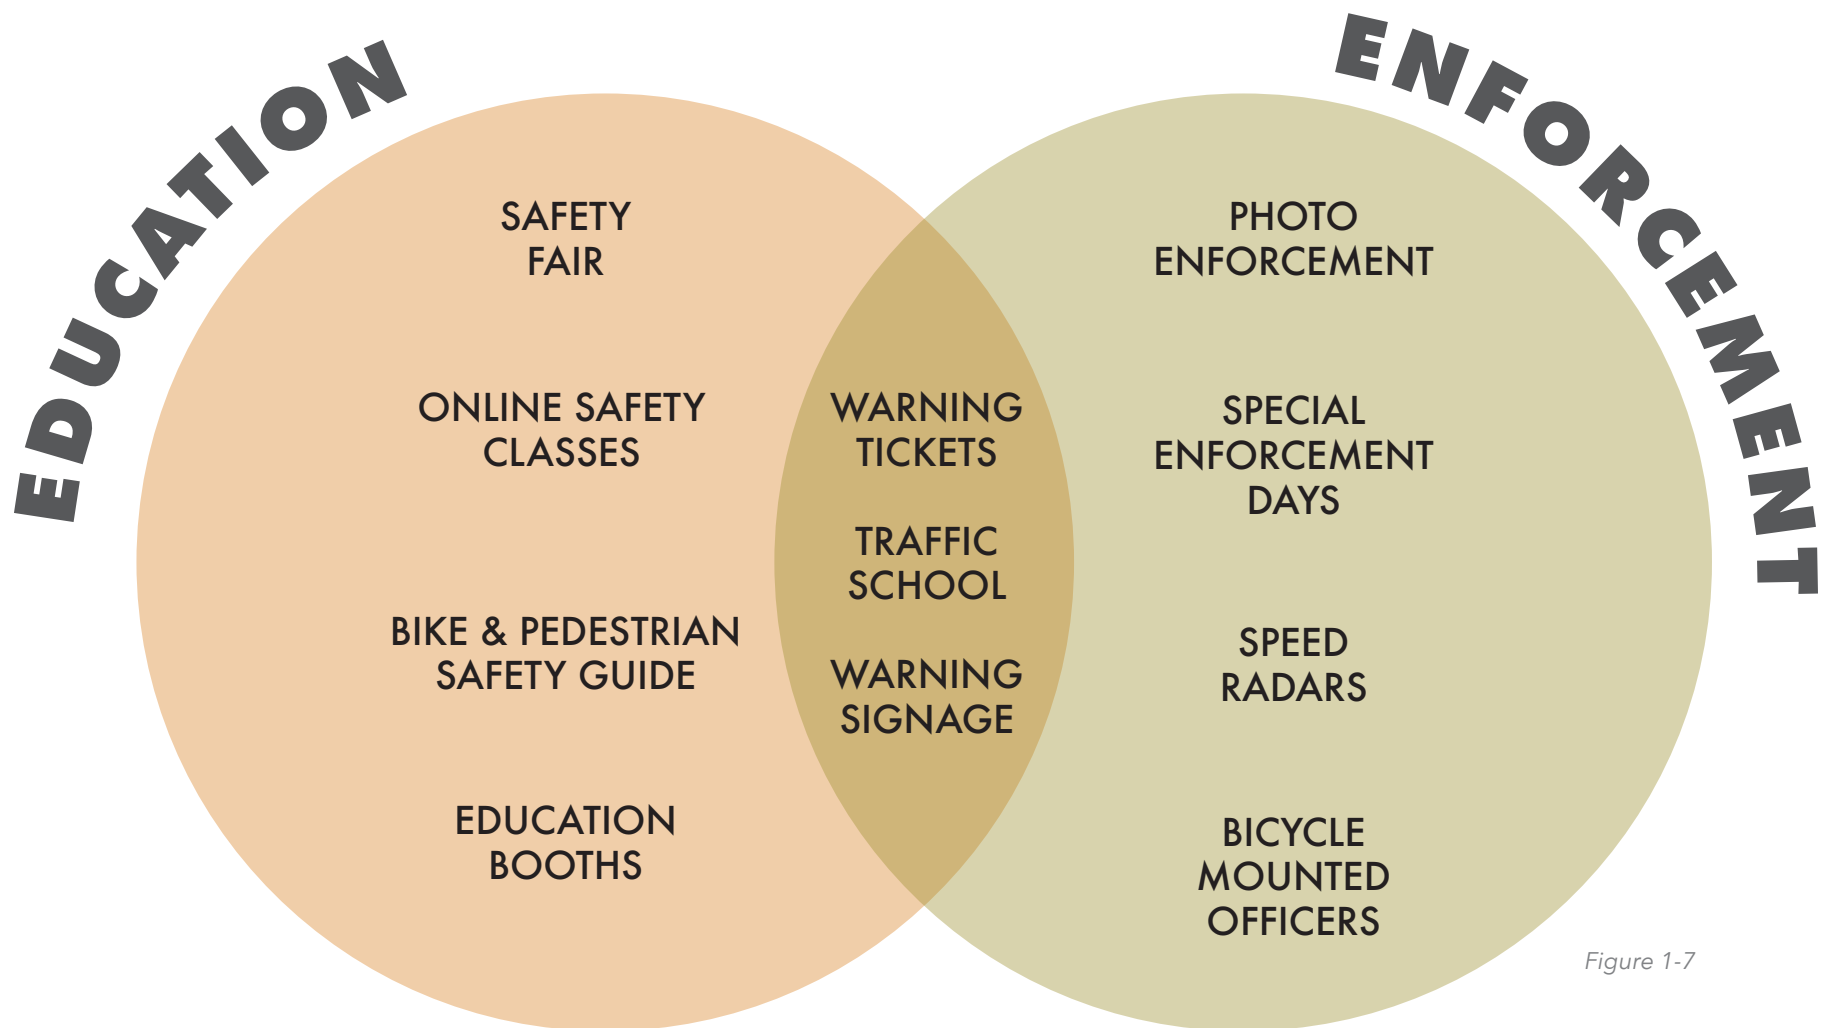 EDUCATION
ENFORCEMENT
SAFETY
FAIR
ONLINE SAFETY
CLASSES
BIKE & PEDESTRIAN
SAFETY GUIDE
EDUCATION
BOOTHS
WARNING
TICKETS
TRAFFIC
SCHOOL
WARNING
SIGNAGE
PHOTO
ENFORCEMENT
SPECIAL
ENFORCEMENT
DAYS
SPEED
RADARS
BICYCLE
MOUNTED
OFFICERS
Figure 1-7